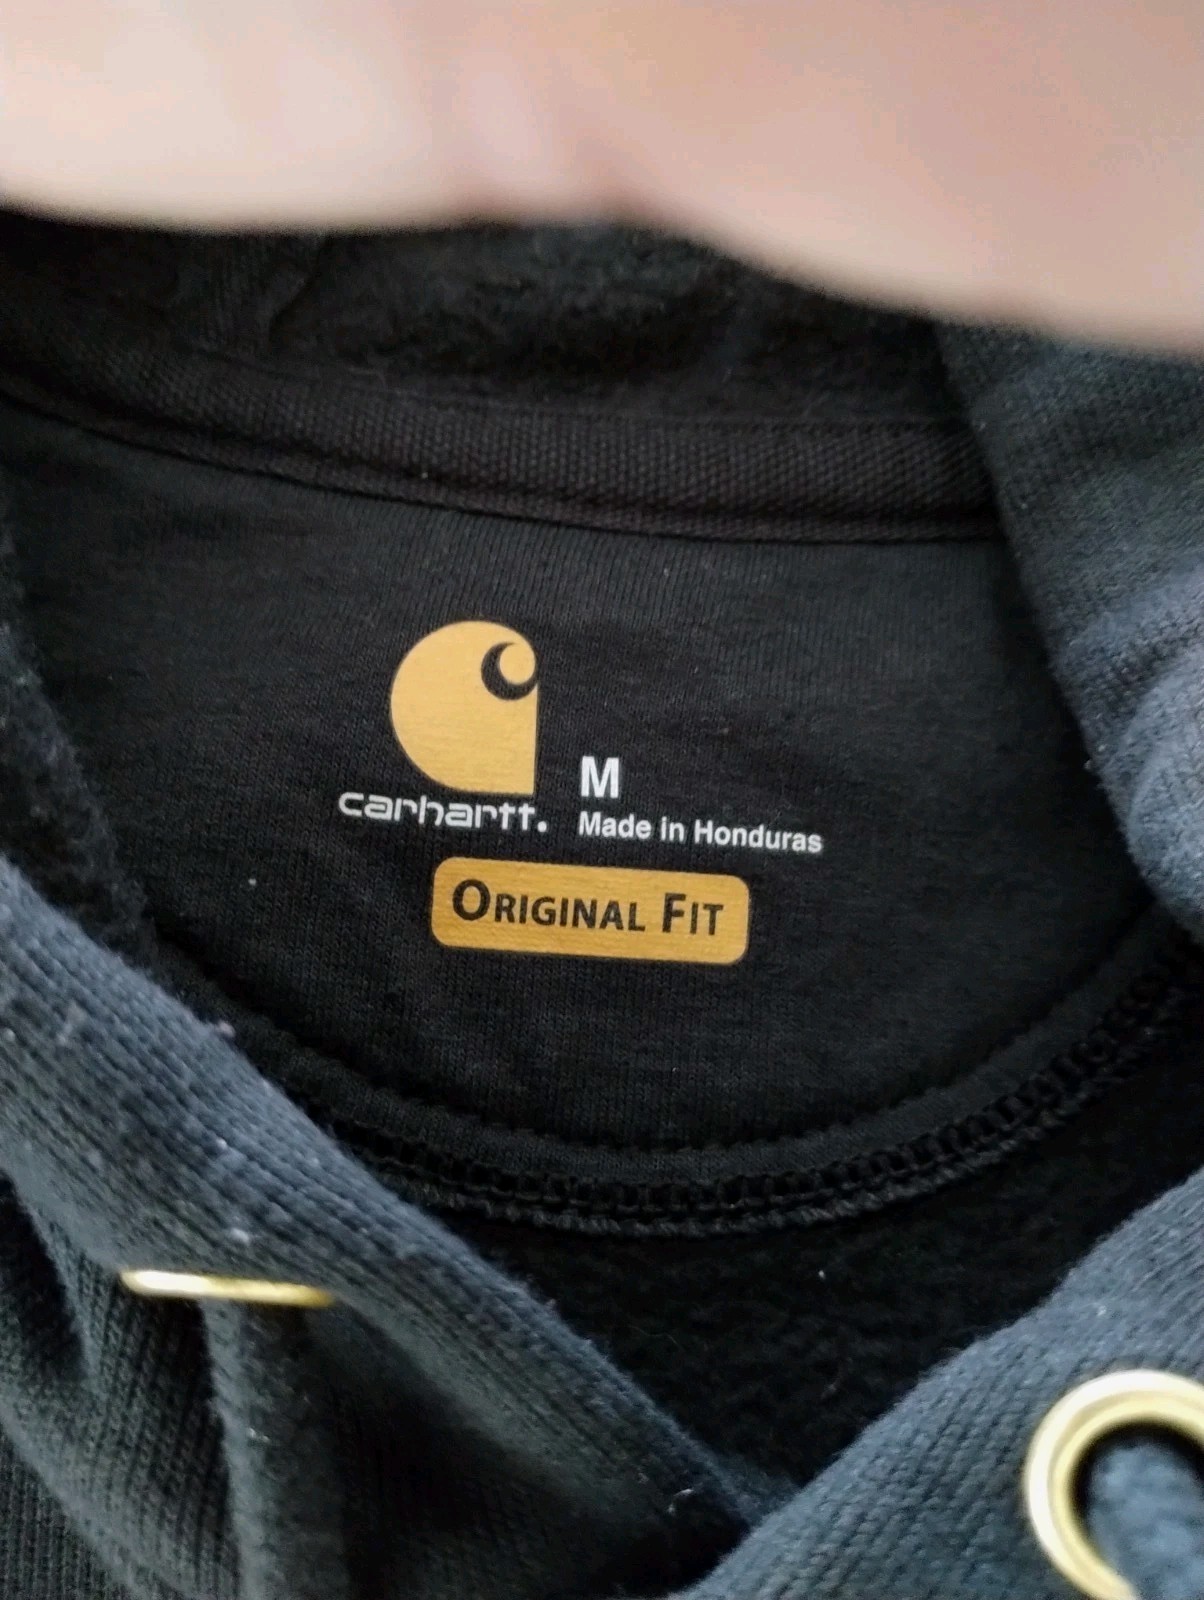 M
carhartt.
Made in Honduras
ORIGINAL FIT